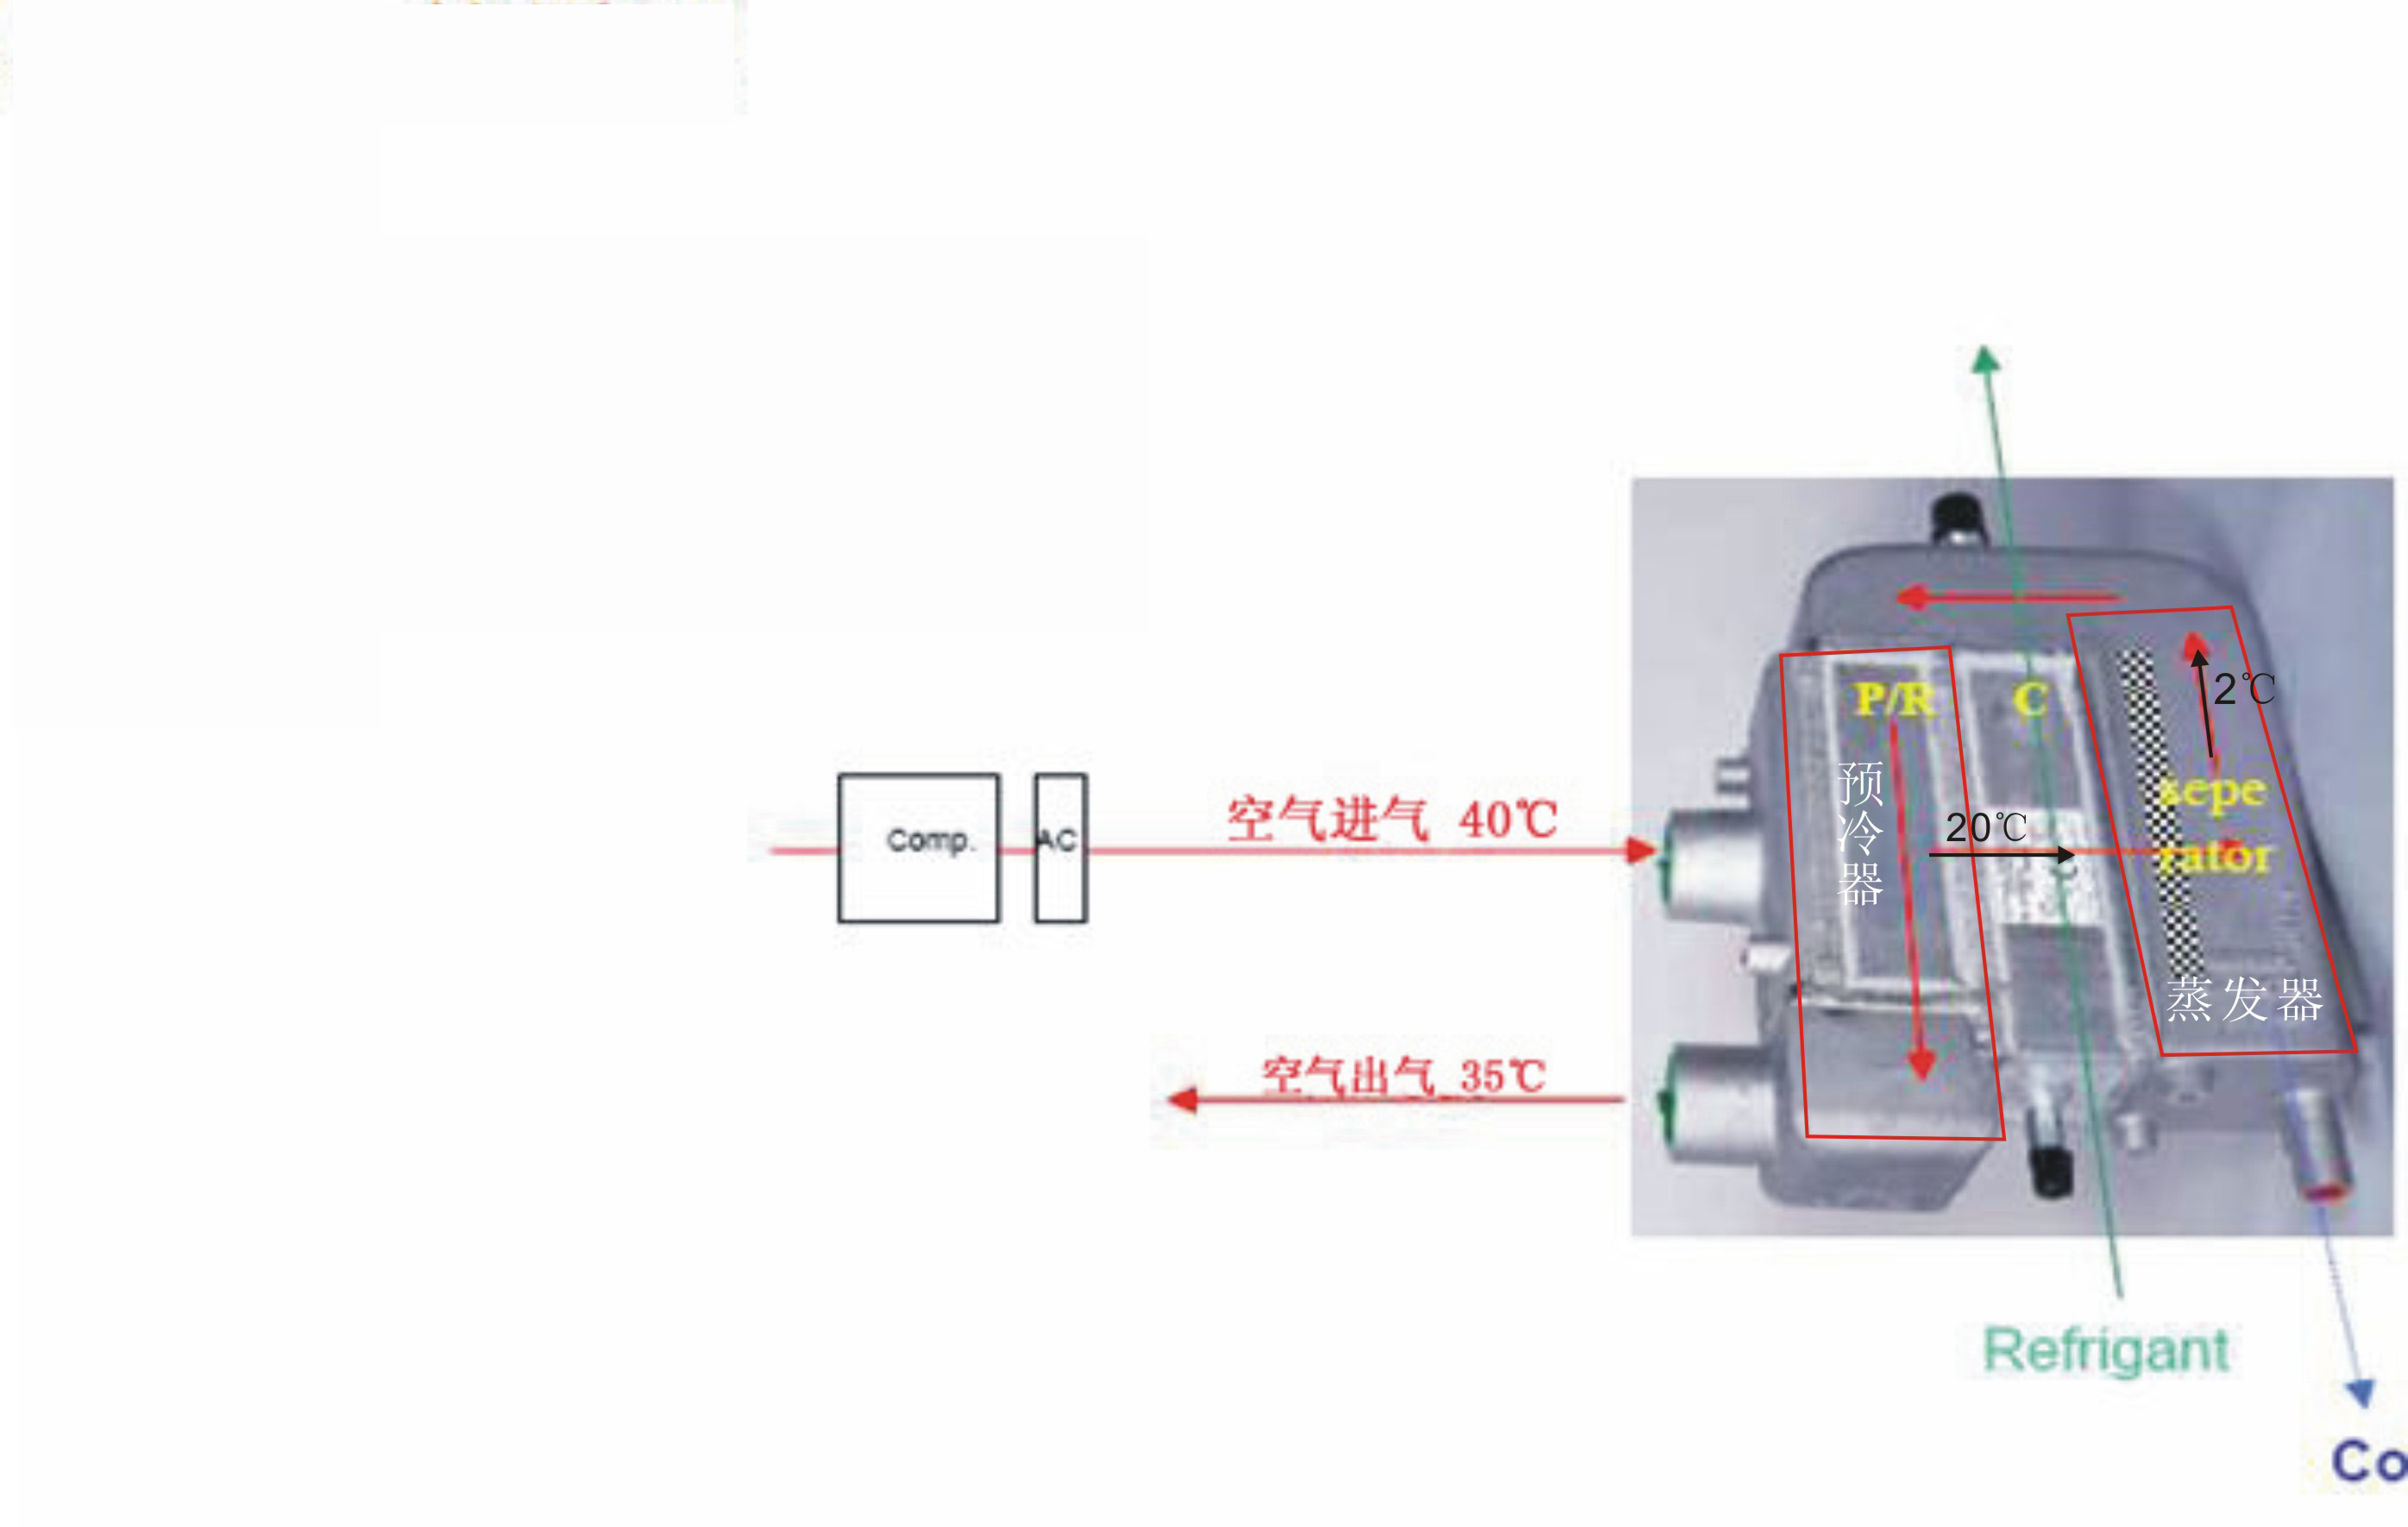 P/R
C
2℃
预冷器
sepe
rator
20℃
Comp.
AC
空气进气 40℃
蒸发器
空气出气 35℃
Refrigant
Co